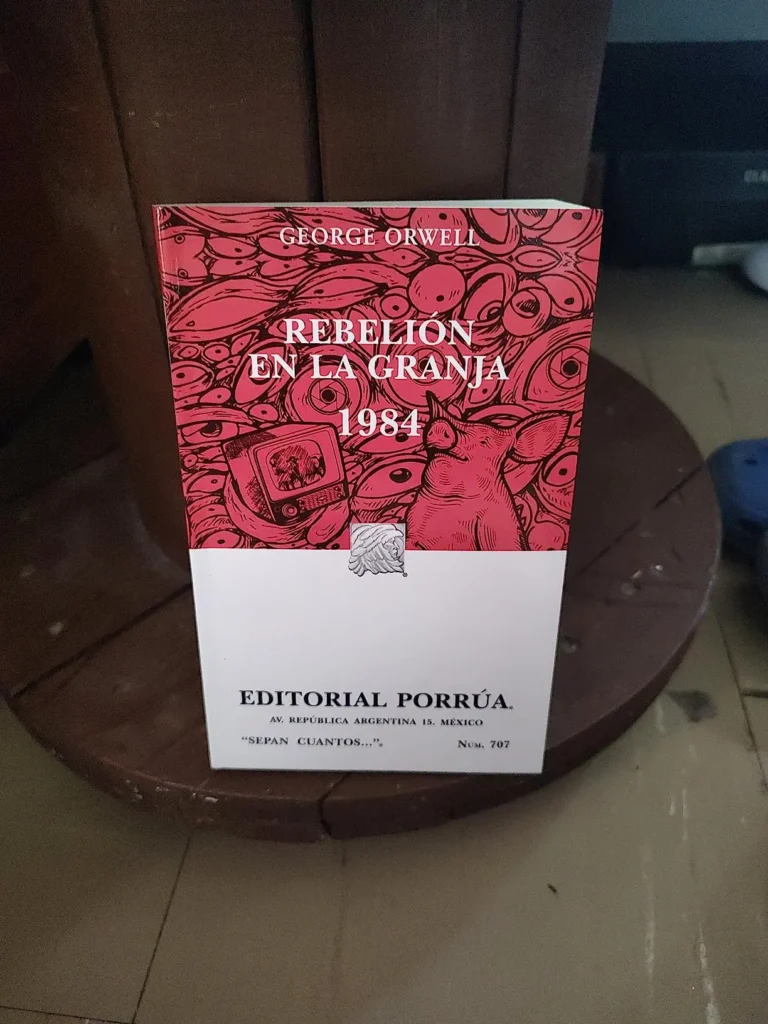 GEORGE ORWELL
REBELIÓN
EN LA GRANJA
1984
EDITORIAL PORRÚA®
AV. REPÚBLICA ARGENTINA 15. MÉXICO
“SEPAN CUANTOS...”®
NÚM. 707